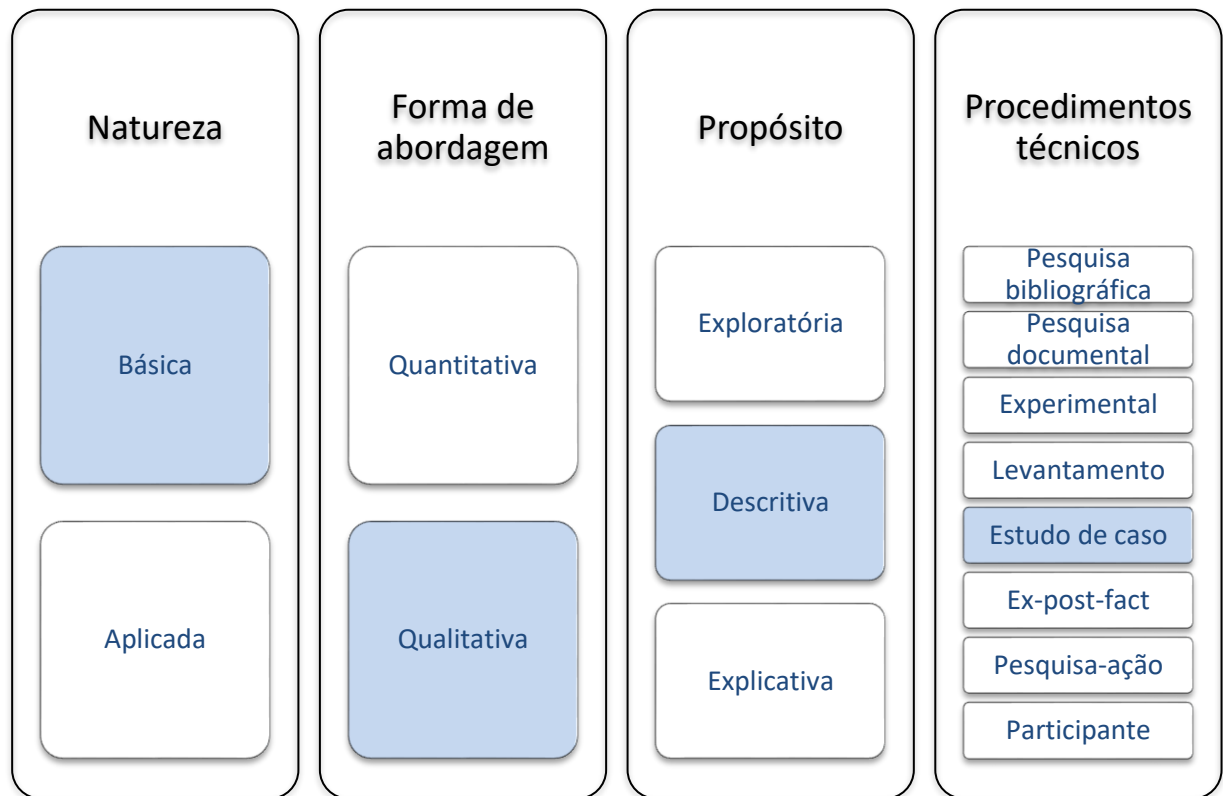 Natureza
Básica
Aplicada
Forma de
abordagem
Quantitativa
Qualitativa
Propósito
Exploratória
Descritiva
Explicativa
Procedimentos
técnicos
Pesquisa
bibliográfica
Pesquisa
documental
Experimental
Levantamento
Estudo de caso
Ex-post-fact
Pesquisa-ação
Participante